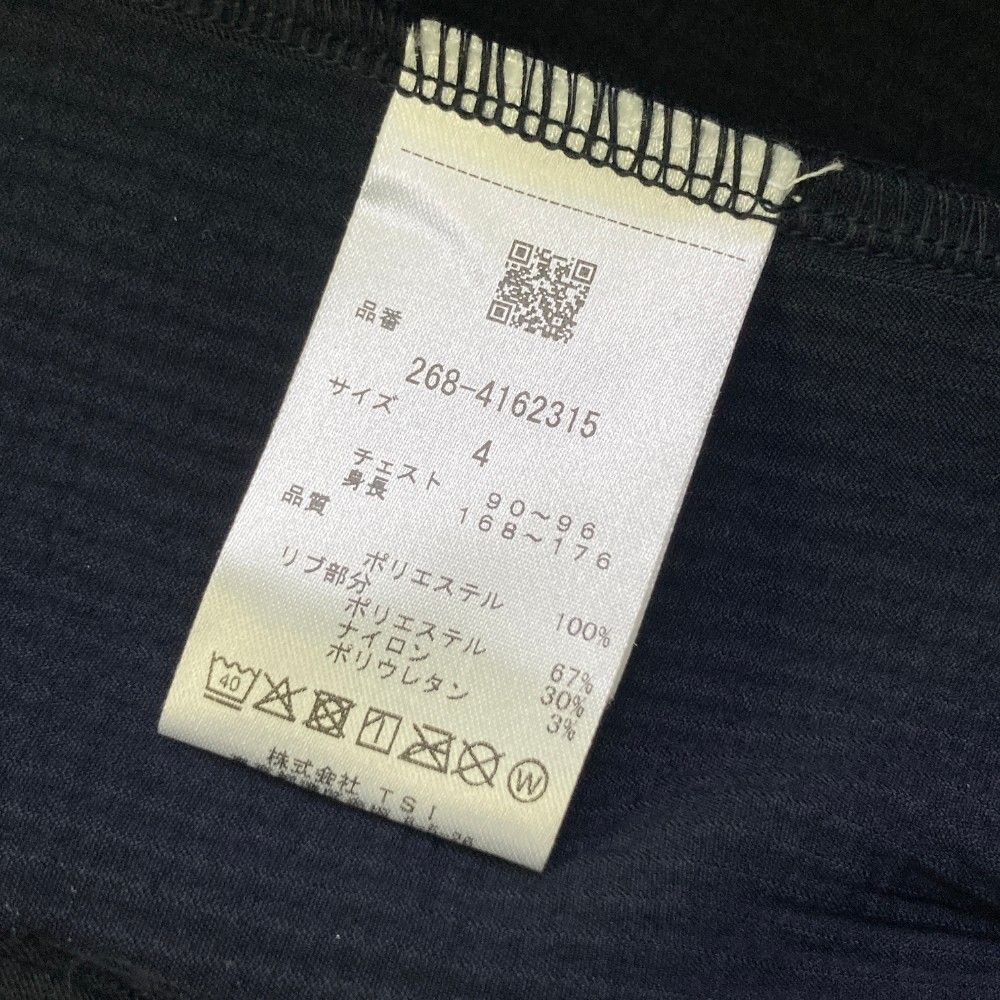 品番
268-4162315
サイズ
4
チェスト 90~96
身長 168~176
品質
ポリエステル 100%
リブ部分
ポリエステル 67%
ナイロン 30%
ポリウレタン 3%
40
W
株式会社 TSI